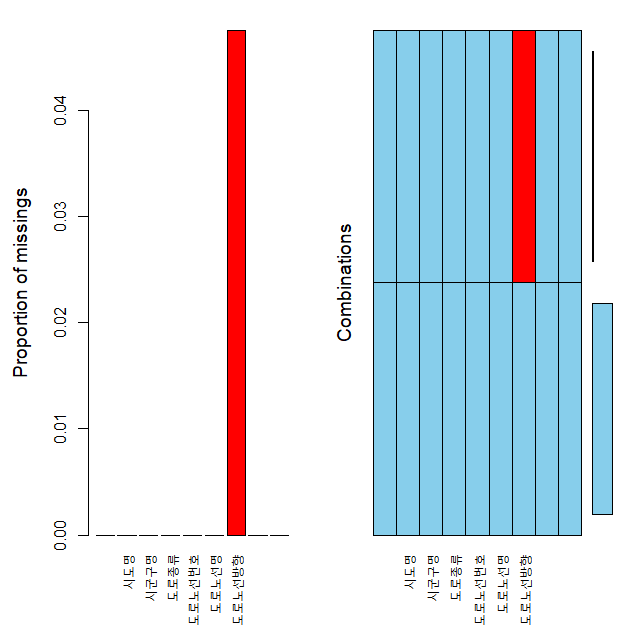 Proportion of missings
0.04
0.03
0.02
0.01
0.00
시도명
시군구명
도로종류
도로노선번호
도로노선명
도로노선방향
Combinations
시도명
시군구명
도로종류
도로노선번호
도로노선명
도로노선방향